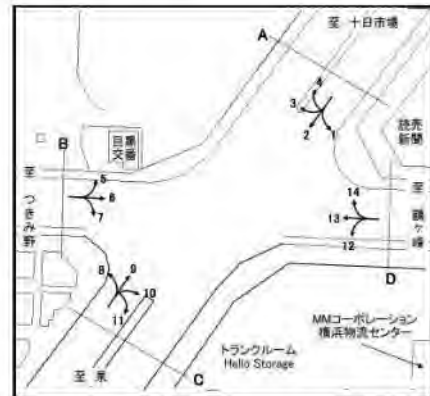 至 十日市場
A
4
3
2
1
読売
新聞
B
目黒
交番
至
つきみ野
5
6
7
14
13
12
至
鶴ヶ峰
D
8
9
10
11
MMコーポレーション
横浜物流センター
トランクルーム
Hello Storage
至 泉
C